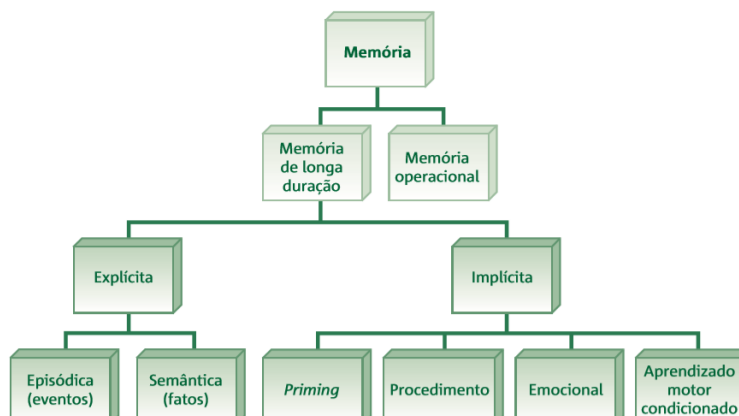 Memória
Memória
de longa
duração
Memória
operacional
Explícita
Implícita
Episódica
(eventos)
Semântica
(fatos)
Priming
Procedimento
Emocional
Aprendizado
motor
condicionado